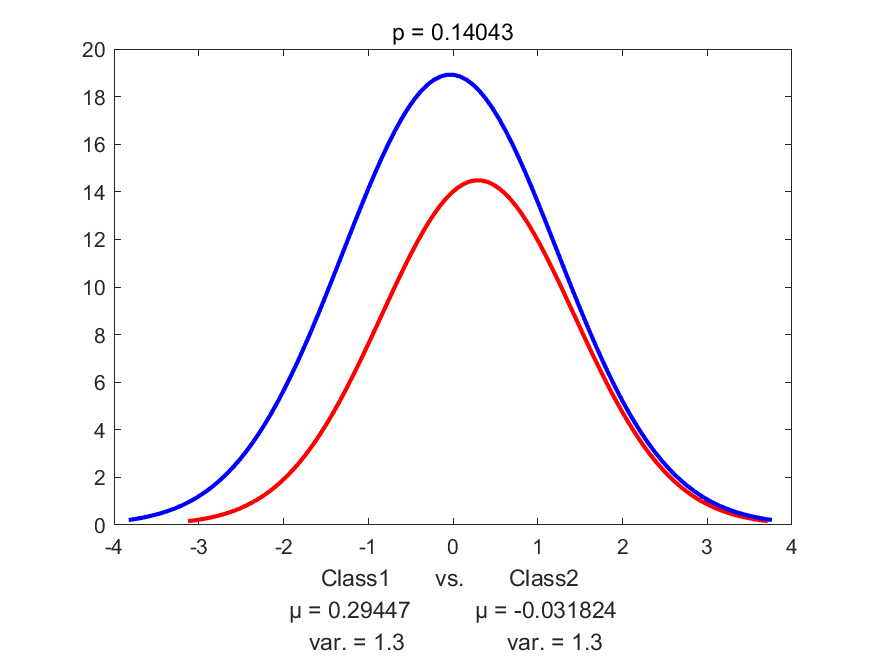 p = 0.14043
20
18
16
14
12
10
8
6
4
2
0
-4 -3 -2 -1 0 1 2 3 4
Class1 vs. Class2
μ = 0.29447 μ = -0.031824
var. = 1.3 var. = 1.3